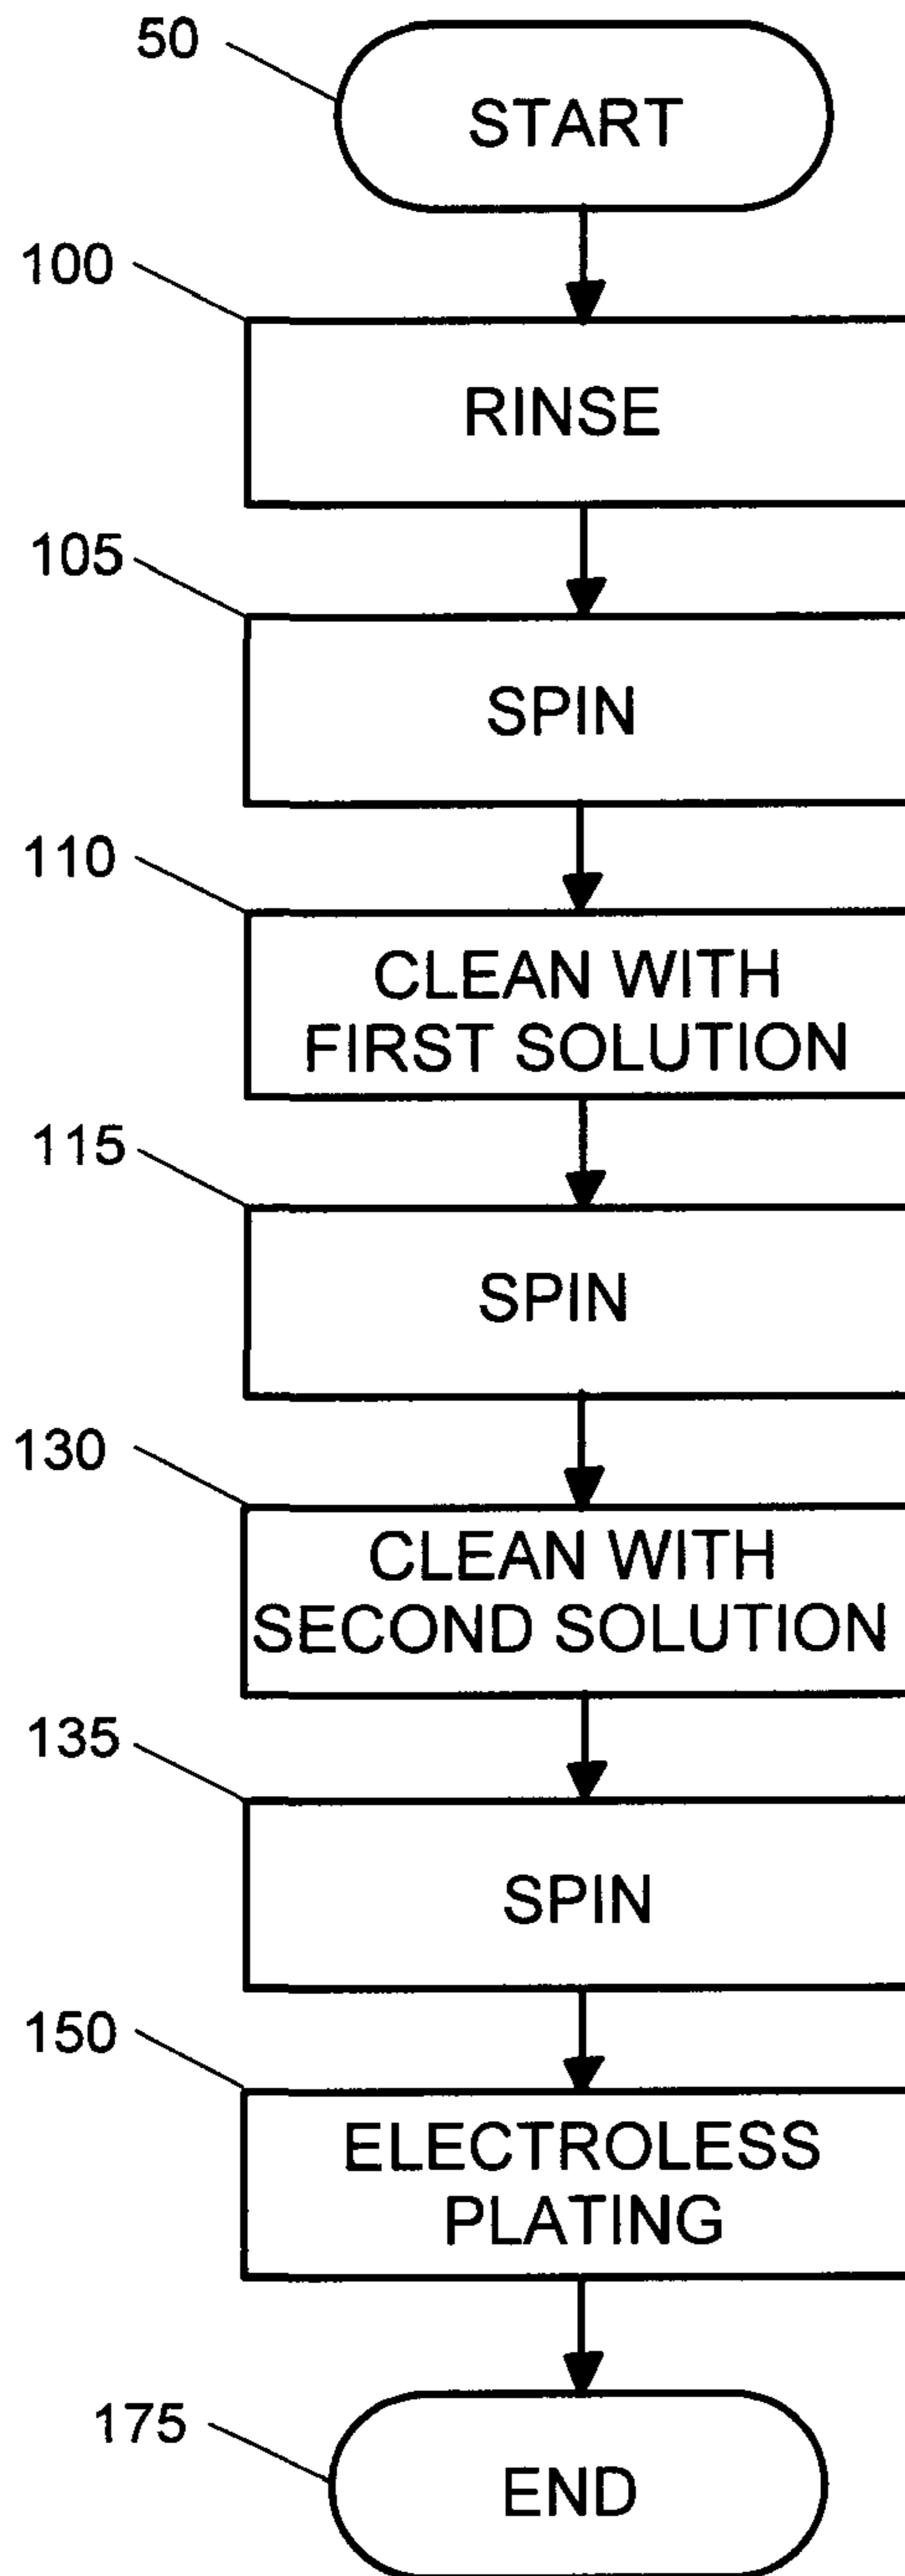 50
START
100
RINSE
105
SPIN
110
CLEAN WITH
FIRST SOLUTION
115
SPIN
130
CLEAN WITH
SECOND SOLUTION
135
SPIN
150
ELECTROLESS
PLATING
175
END